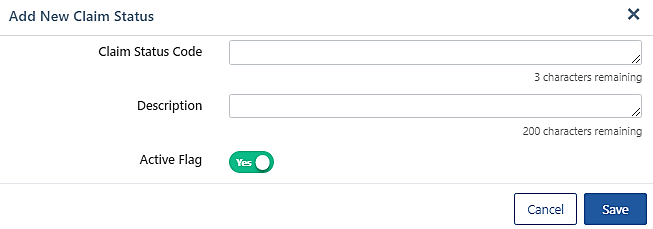 Add New Claim Status
Claim Status Code
3 characters remaining
Description
200 characters remaining
Active Flag Yes
Cancel Save